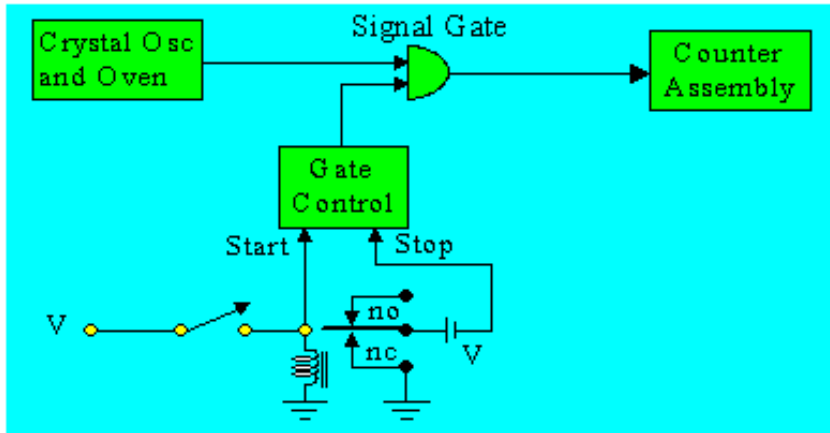 Signal Gate
Crystal Osc
and Oven
Counter
Assembly
Gate
Control
Start
Stop
V
no
nc
V